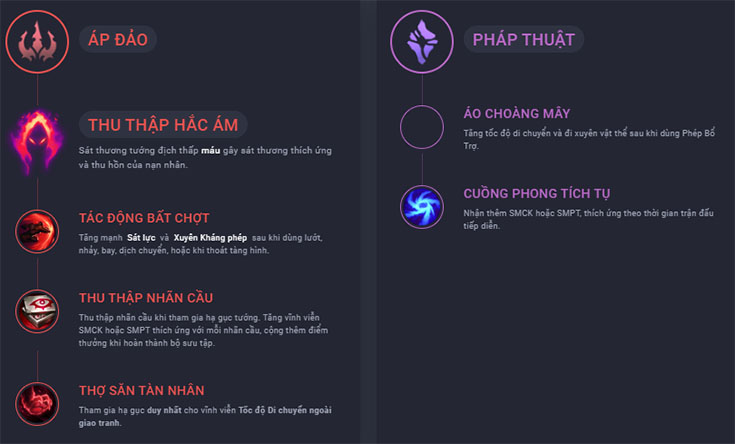 ÁP ĐẢO
THU THẬP HẮC ÁM
Sát thương tướng địch thấp máu gây sát thương thích ứng
và thu hồn của nạn nhân.
TÁC ĐỘNG BẤT CHỢT
Tăng mạnh Sát lực và Xuyên Kháng phép sau khi dùng lướt,
nhảy, bay, dịch chuyển, hoặc khi thoát tàng hình.
THU THẬP NHÃN CẦU
Thu thập nhãn cầu khi tham gia hạ gục tướng. Tăng vĩnh viễn
SMCK hoặc SMPT thích ứng với mỗi nhãn cầu, cộng thêm điểm
thưởng khi hoàn thành bộ sưu tập.
THỢ SĂN TÀN NHẪN
Tham gia hạ gục duy nhất cho vĩnh viễn Tốc độ Di chuyển ngoài
giao tranh.
PHÁP THUẬT
ÁO CHOÀNG MÂY
Tăng tốc độ di chuyển và đi xuyên vật thể sau khi dùng Phép Bổ
Trợ.
CUỒNG PHONG TÍCH TỤ
Nhận thêm SMCK hoặc SMPT, thích ứng theo thời gian trận đấu
tiếp diễn.